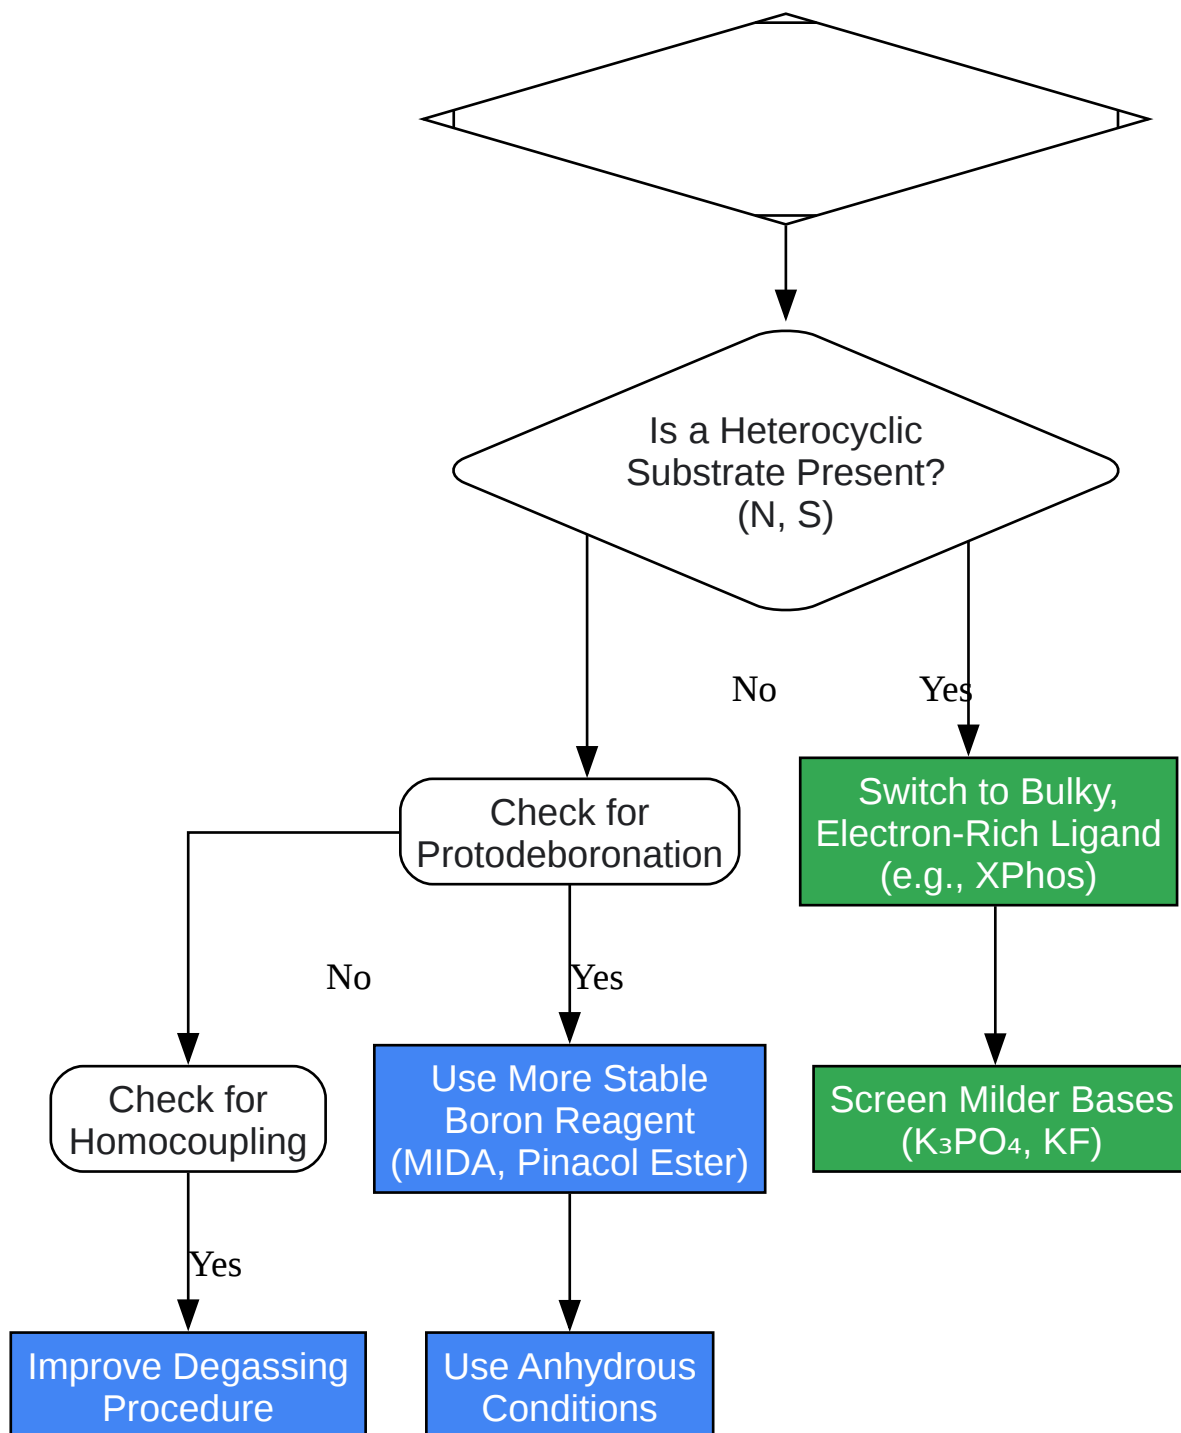 Is a Heterocyclic
Substrate Present?
(N, S)
No
Yes
Check for
Protodeboronation
Switch to Bulky,
Electron-Rich Ligand
(e.g., XPhos)
No
Yes
Check for
Homocoupling
Use More Stable
Boron Reagent
(MIDA, Pinacol Ester)
Screen Milder Bases
(K₃PO₄, KF)
Yes
Improve Degassing
Procedure
Use Anhydrous
Conditions